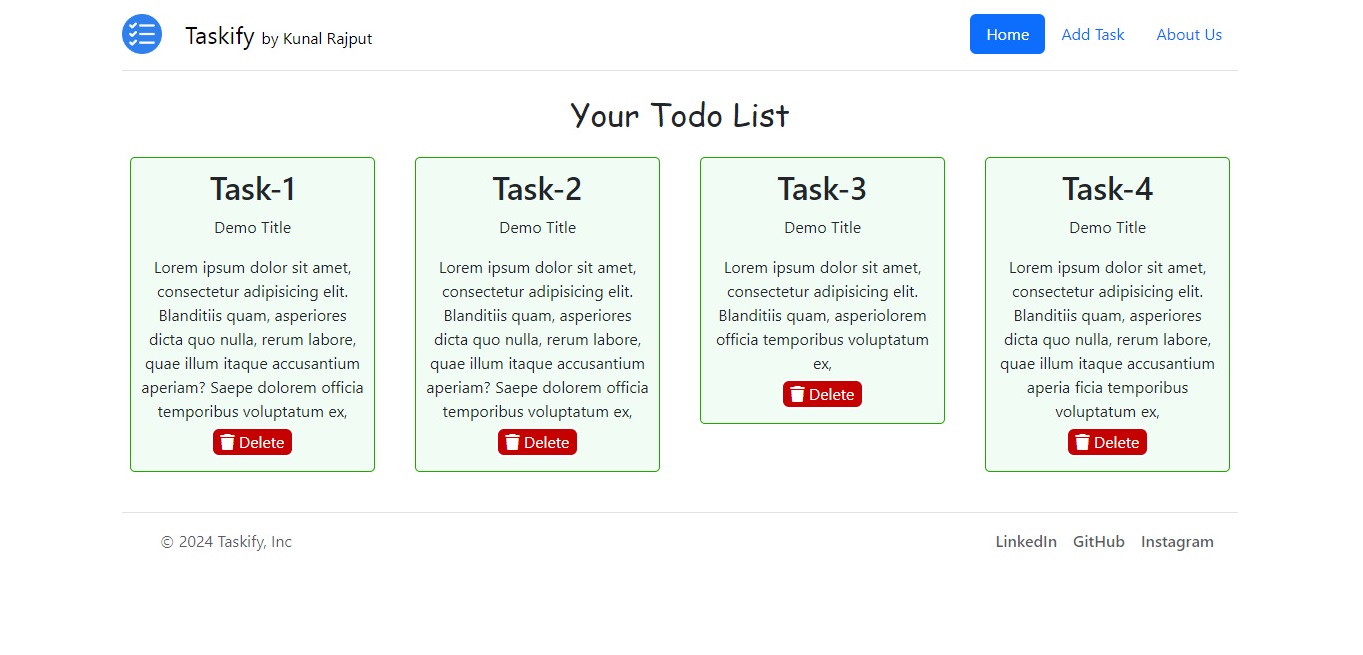 Taskify by Kunal Rajput
Home
Add Task
About Us
Your Todo List
Task-1
Demo Title
Lorem ipsum dolor sit amet,
consectetur adipisicing elit.
Blanditiis quam, asperiores
dicta quo nulla, rerum labore,
quae illum itaque accusantium
aperiam? Saepe dolorem officia
temporibus voluptatum ex,
Delete
Task-2
Demo Title
Lorem ipsum dolor sit amet,
consectetur adipisicing elit.
Blanditiis quam, asperiores
dicta quo nulla, rerum labore,
quae illum itaque accusantium
aperiam? Saepe dolorem officia
temporibus voluptatum ex,
Delete
Task-3
Demo Title
Lorem ipsum dolor sit amet,
consectetur adipisicing elit.
Blanditiis quam, asperiolorem
officia temporibus voluptatum
ex,
Delete
Task-4
Demo Title
Lorem ipsum dolor sit amet,
consectetur adipisicing elit.
Blanditiis quam, asperiores
dicta quo nulla, rerum labore,
quae illum itaque accusantium
aperia ficia temporibus
voluptatum ex,
Delete
© 2024 Taskify, Inc
LinkedIn
GitHub
Instagram